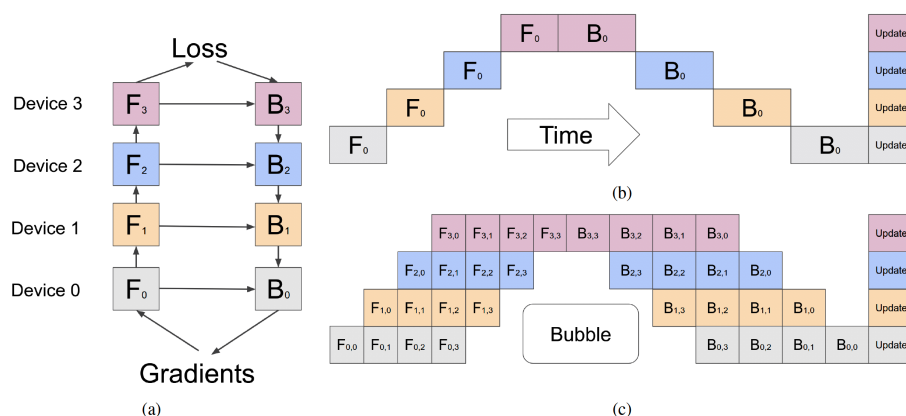 Loss
Device 3 F3 B3
Device 2 F2 B2
Device 1 F1 B1
Device 0 F0 B0
Gradients
(a)
F0 B0 Update
F0 B0 Update
F0 B0 Update
Time
F0 B0 Update
(b)
F3,0 F3,1 F3,2 F3,3 B3,3 B3,2 B3,1 B3,0 Update
F2,0 F2,1 F2,2 F2,3 B2,3 B2,2 B2,1 B2,0 Update
F1,0 F1,1 F1,2 F1,3 B1,3 B1,2 B1,1 B1,0 Update
Bubble
F0,0 F0,1 F0,2 F0,3 B0,3 B0,2 B0,1 B0,0 Update
(c)